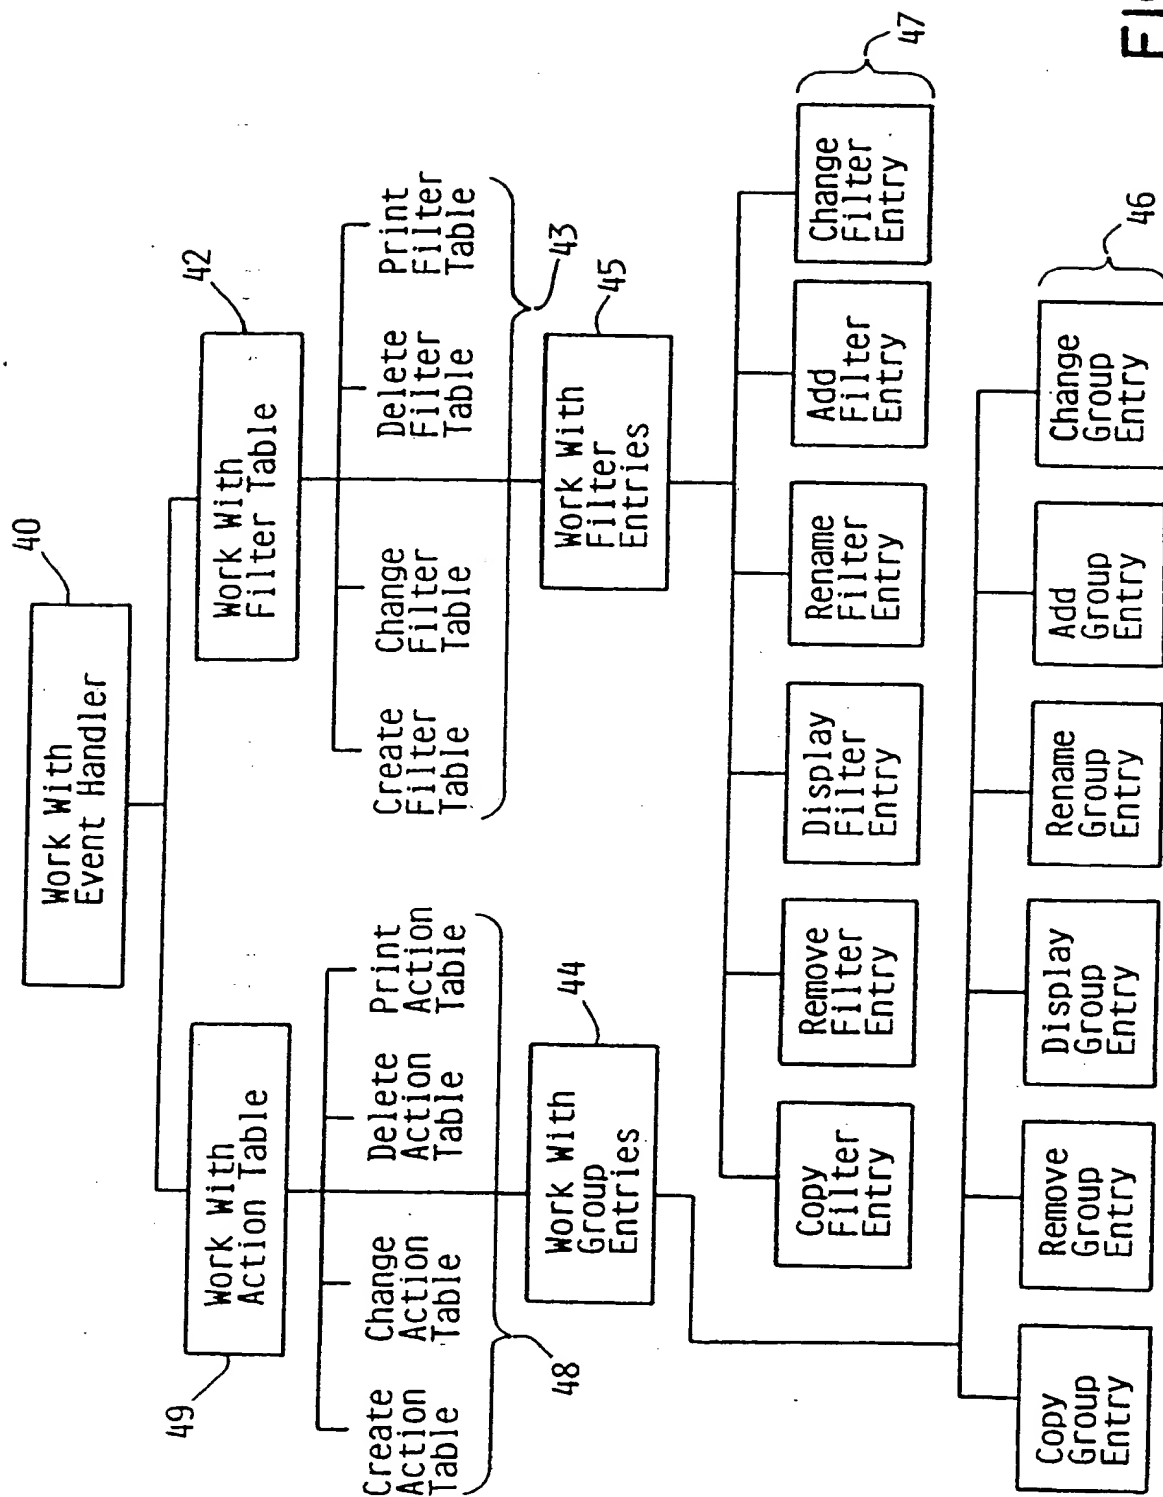 40
Work With
Event Handler
49
Work With
Action Table
42
Work With
Filter Table
Create
Action
Table
Change
Action
Table
Delete
Action
Table
Print
Action
Table
Create
Filter
Table
Change
Filter
Table
Delete
Filter
Table
Print
Filter
Table
48
43
44
Work With
Group
Entries
45
Work With
Filter
Entries
Copy
Filter
Entry
Remove
Filter
Entry
Display
Filter
Entry
Rename
Filter
Entry
Add
Filter
Entry
Change
Filter
Entry
47
Copy
Group
Entry
Remove
Group
Entry
Display
Group
Entry
Rename
Group
Entry
Add
Group
Entry
Change
Group
Entry
46